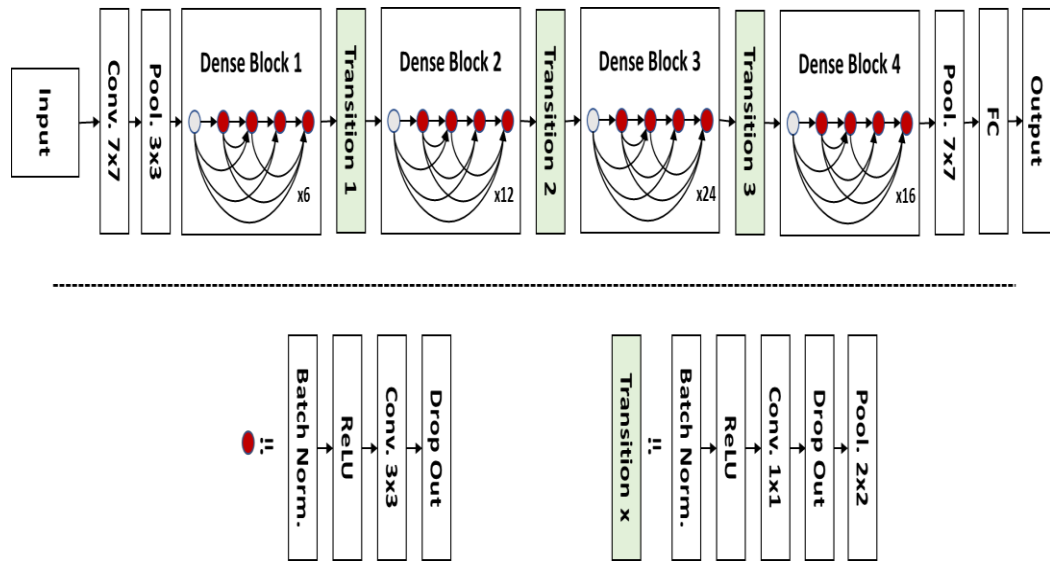 Input
Conv. 7x7
Pool. 3x3
Dense Block 1
x6
Transition 1
Dense Block 2
x12
Transition 2
Dense Block 3
x24
Transition 3
Dense Block 4
x16
Pool. 7x7
FC
Output
Batch Norm.
ReLU
Conv. 3x3
Drop Out
Transition x
Batch Norm.
ReLU
Conv. 1x1
Drop Out
Pool. 2x2